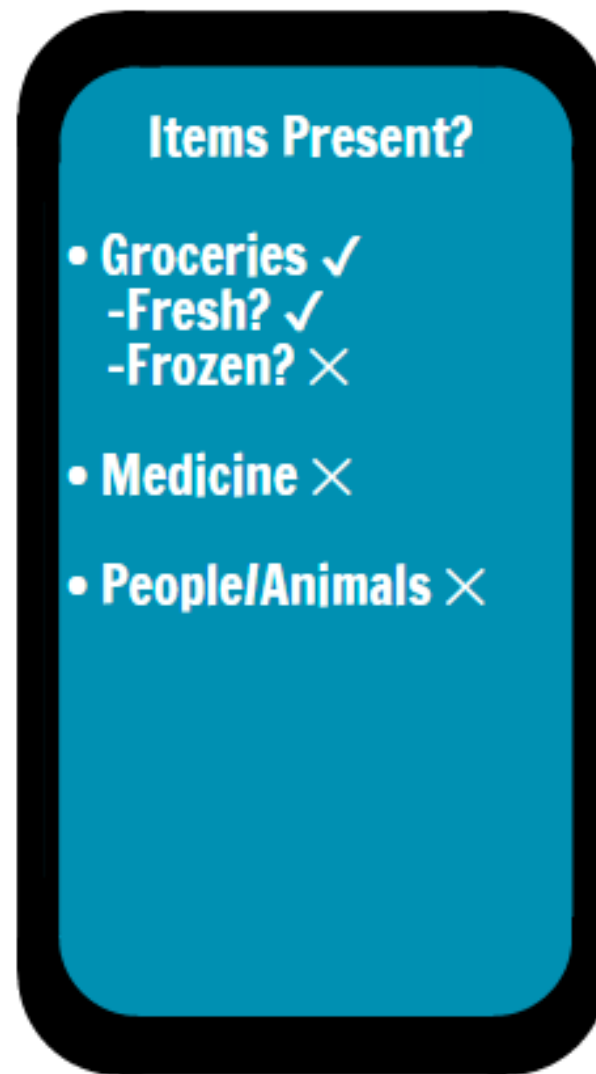 Items Present?
• Groceries ✓
-Fresh? ✓
-Frozen? ×
• Medicine ×
• People/Animals ×